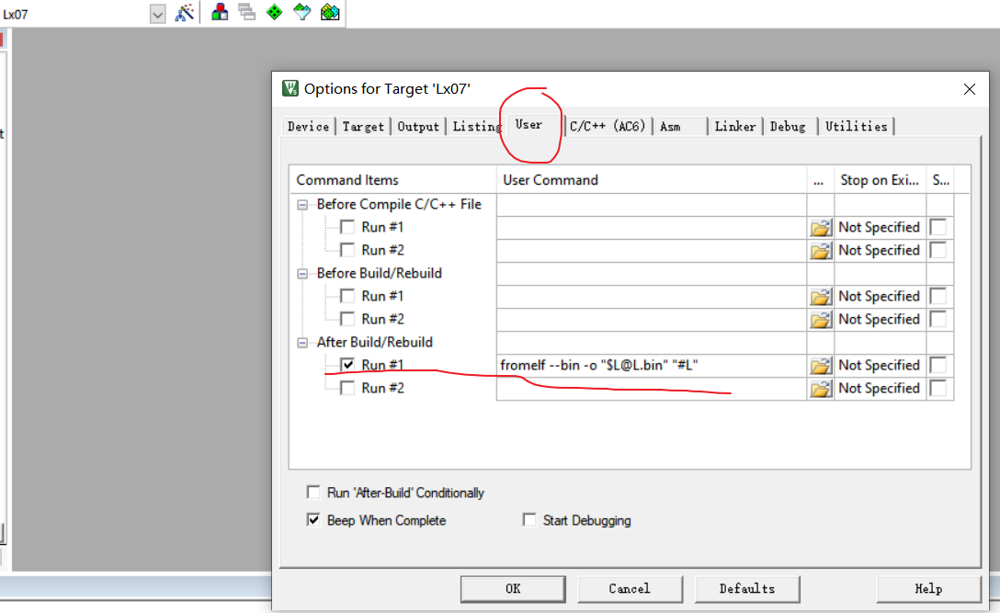 Lx07
t
Options for Target 'Lx07'
Device Target Output Listing User C/C++ (AC6) Asm Linker Debug Utilities
Command Items User Command ... Stop on Exi... S...
Before Compile C/C++ File
Run #1 Not Specified
Run #2 Not Specified
Before Build/Rebuild
Run #1 Not Specified
Run #2 Not Specified
After Build/Rebuild
Run #1 fromelf --bin -o "$L@L.bin" "#L" Not Specified
Run #2 Not Specified
Run 'After-Build' Conditionally
Beep When Complete Start Debugging
OK Cancel Defaults Help